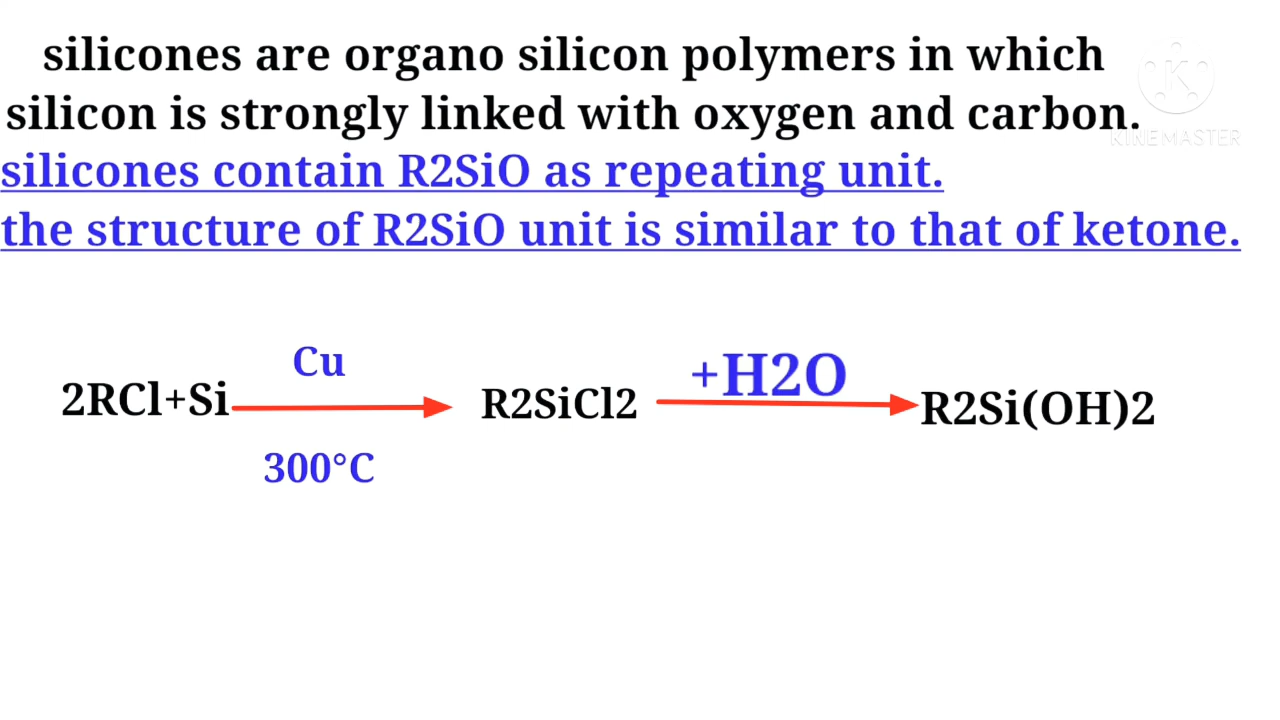 silicones are organo silicon polymers in which
silicon is strongly linked with oxygen and carbon.
KINEMASTER
silicones contain R2SiO as repeating unit.
the structure of R2SiO unit is similar to that of ketone.
Cu
2RCl+Si
300°C
R2SiCl2
+H2O
R2Si(OH)2